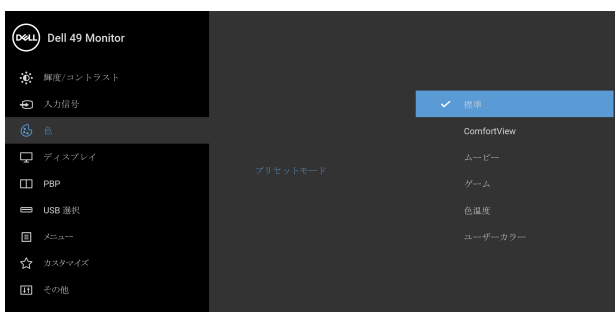 DELL Dell 49 Monitor
輝度/コントラスト
入力信号
色
ディスプレイ
PBP
USB 選択
メニュー
カスタマイズ
その他
プリセットモード
標準
ComfortView
ムービー
ゲーム
色温度
ユーザーカラー